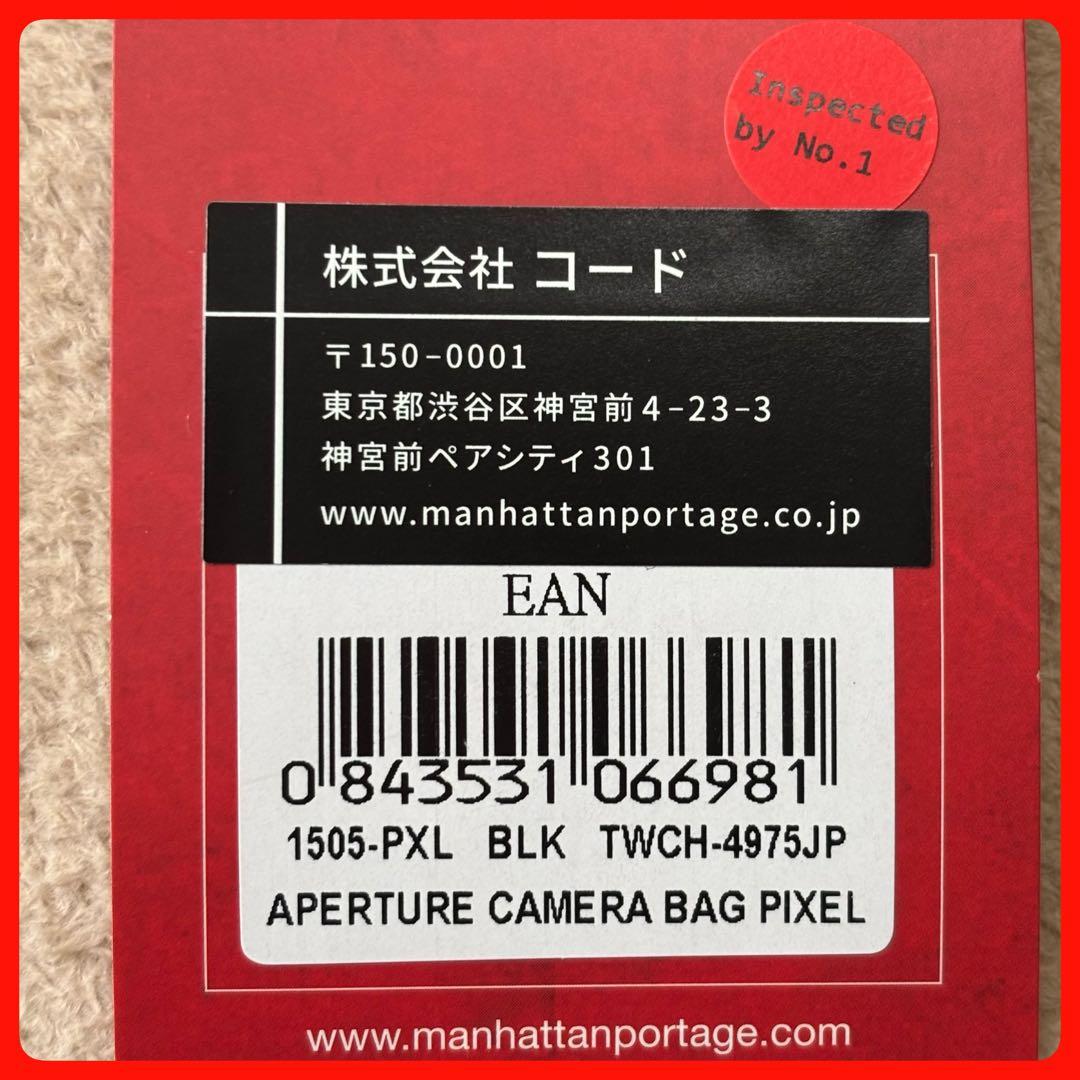 Inspected
by No.1
株式会社 コード
〒150-0001
東京都渋谷区神宮前4-23-3
神宮前ペアシティ301
www.manhattanportage.co.jp
EAN
0 843531 066981
1505-PXL BLK TWCH-4975JP
APERTURE CAMERA BAG PIXEL
www.manhattanportage.com